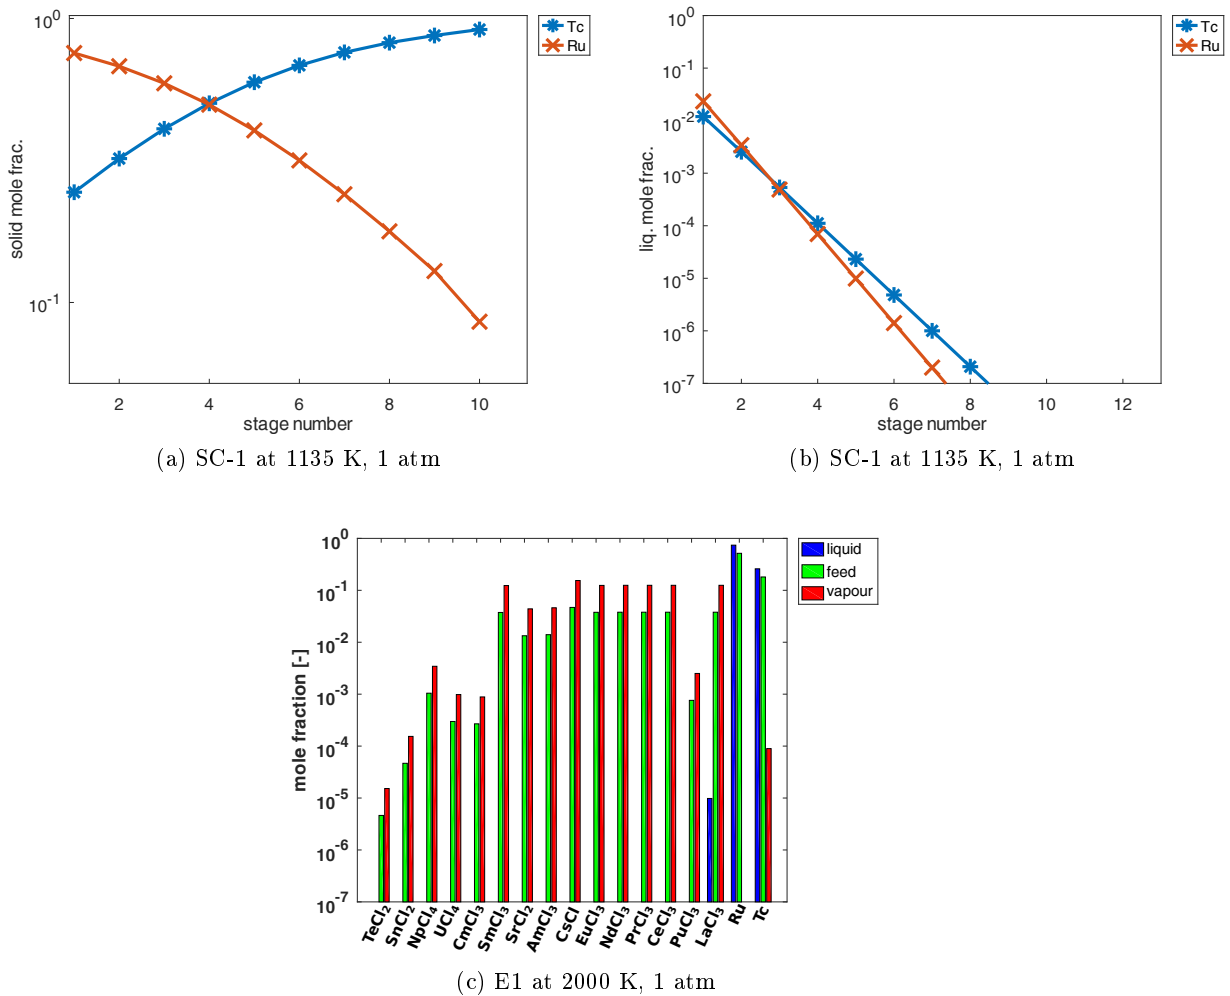 10^0
10^-1
solid mole frac.
2 4 6 8 10
stage number
Tc
Ru
(a) SC-1 at 1135 K, 1 atm
10^0
10^-1
10^-2
10^-3
10^-4
10^-5
10^-6
10^-7
liq. mole frac.
2 4 6 8 10 12
stage number
Tc
Ru
(b) SC-1 at 1135 K, 1 atm
10^0
10^-1
10^-2
10^-3
10^-4
10^-5
10^-6
10^-7
mole fraction [-]
liquid
feed
vapour
TeCl₂
SnCl₂
NpCl₄
UCl₄
CmCl₃
SmCl₃
SrCl₂
AmCl₃
CsCl
EuCl₃
NdCl₃
PrCl₃
CeCl₃
PuCl₃
LaCl₃
Ru
Tc
(c) E1 at 2000 K, 1 atm